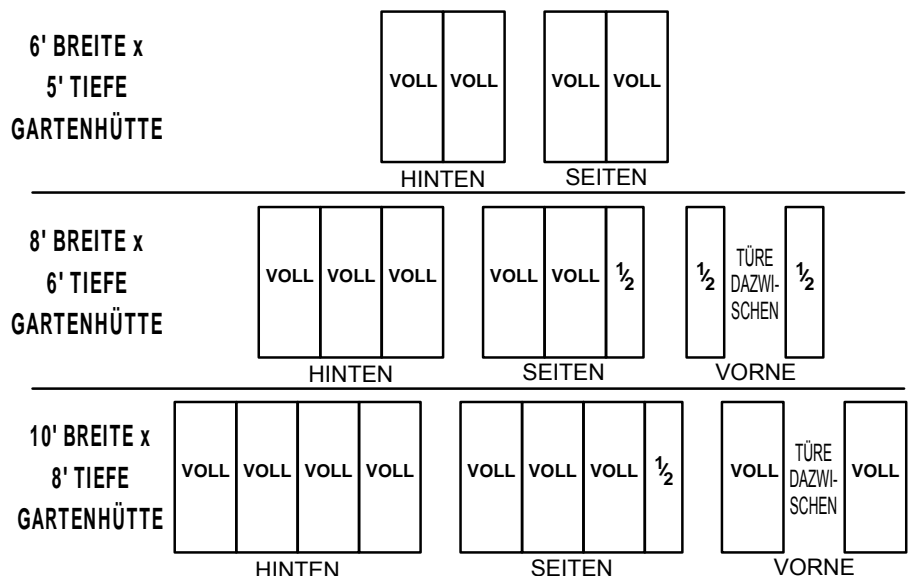 6' BREITE x
5' TIEFE
GARTENHÜTTE
VOLL VOLL
VOLL VOLL
HINTEN
SEITEN
8' BREITE x
6' TIEFE
GARTENHÜTTE
VOLL VOLL VOLL
VOLL VOLL ½
½
TÜRE
DAZWI-
SCHEN
½
HINTEN
SEITEN
VORNE
10' BREITE x
8' TIEFE
GARTENHÜTTE
VOLL VOLL VOLL VOLL
VOLL VOLL VOLL ½
VOLL
TÜRE
DAZWI-
SCHEN
VOLL
HINTEN
SEITEN
VORNE